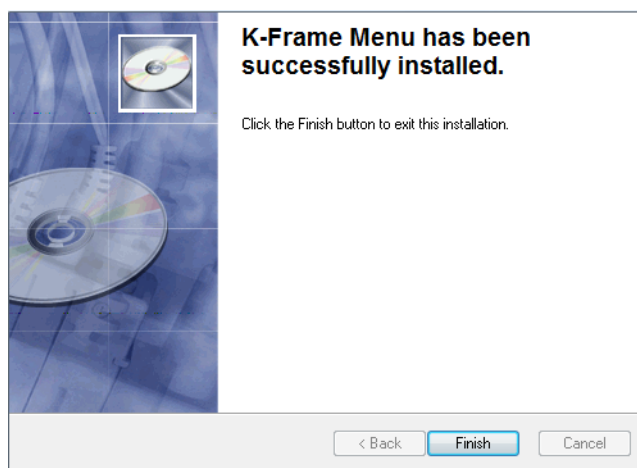 K-Frame Menu has been
successfully installed.
Click the Finish button to exit this installation.
< Back
Finish
Cancel